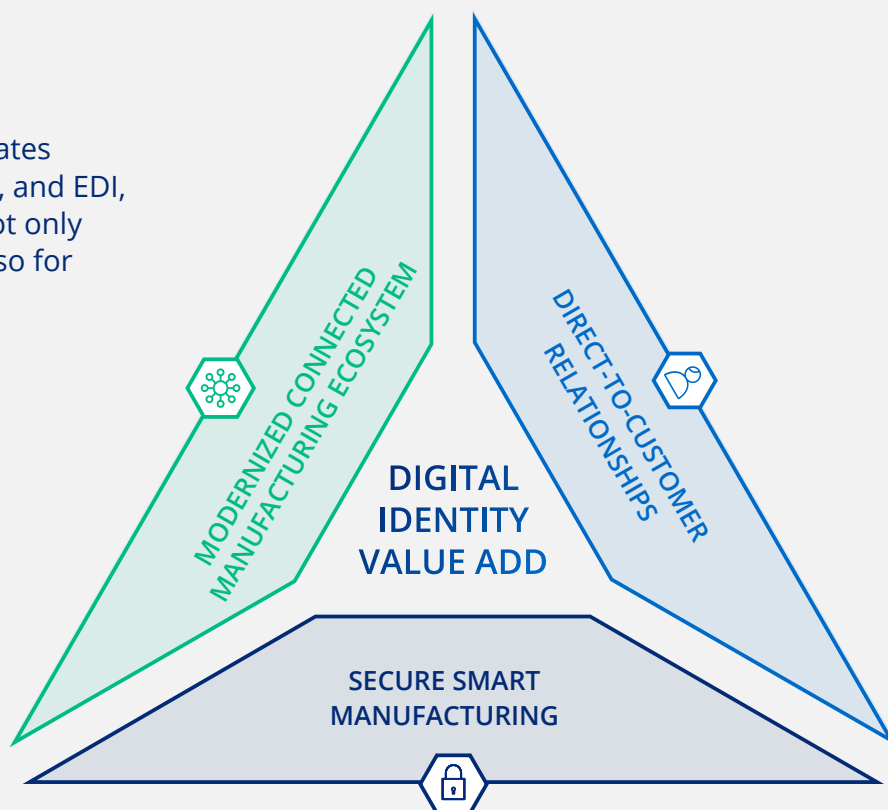 ates
, and EDI,
ot only
so for
MODERNIZED CONNECTED
MANUFACTURING ECOSYSTEM
DIRECT-TO-CUSTOMER
RELATIONSHIPS
DIGITAL
IDENTITY
VALUE ADD
SECURE SMART
MANUFACTURING